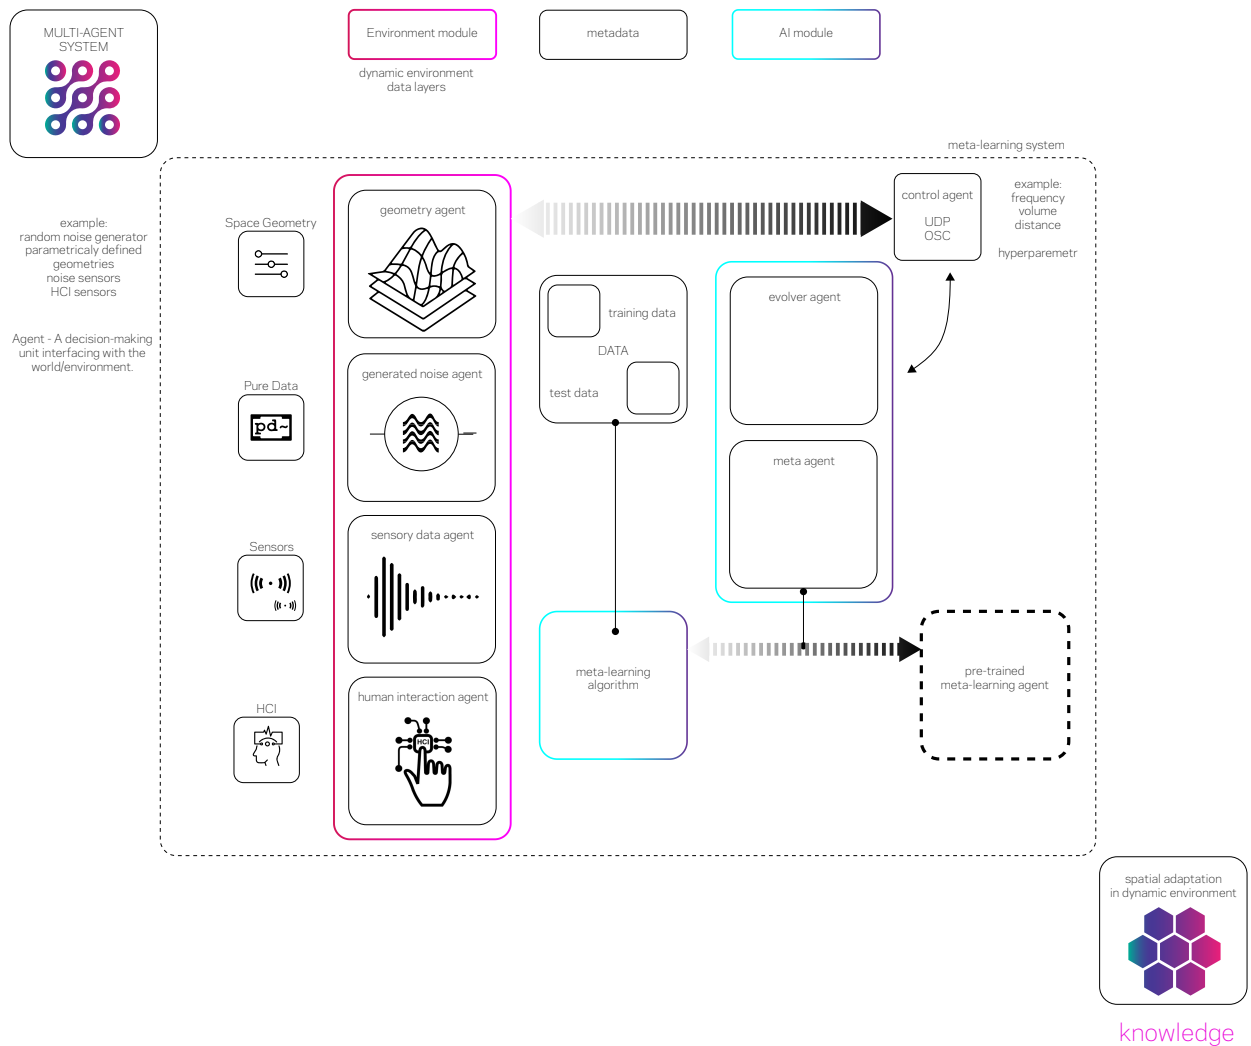 MULTI-AGENT
SYSTEM
Environment module
metadata
AI module
dynamic environment
data layers
meta-learning system
example:
random noise generator
parametricaly defined
geometries
noise sensors
HCI sensors
Agent - A decision-making
unit interfacing with the
world/environment.
Space Geometry
Pure Data
pd~
Sensors
HCI
geometry agent
generated noise agent
sensory data agent
human interaction agent
HCI
training data
DATA
test data
meta-learning
algorithm
evolver agent
meta agent
control agent
UDP
OSC
example:
frequency
volume
distance
hyperparemetr
pre-trained
meta-learning agent
spatial adaptation
in dynamic environment
knowledge